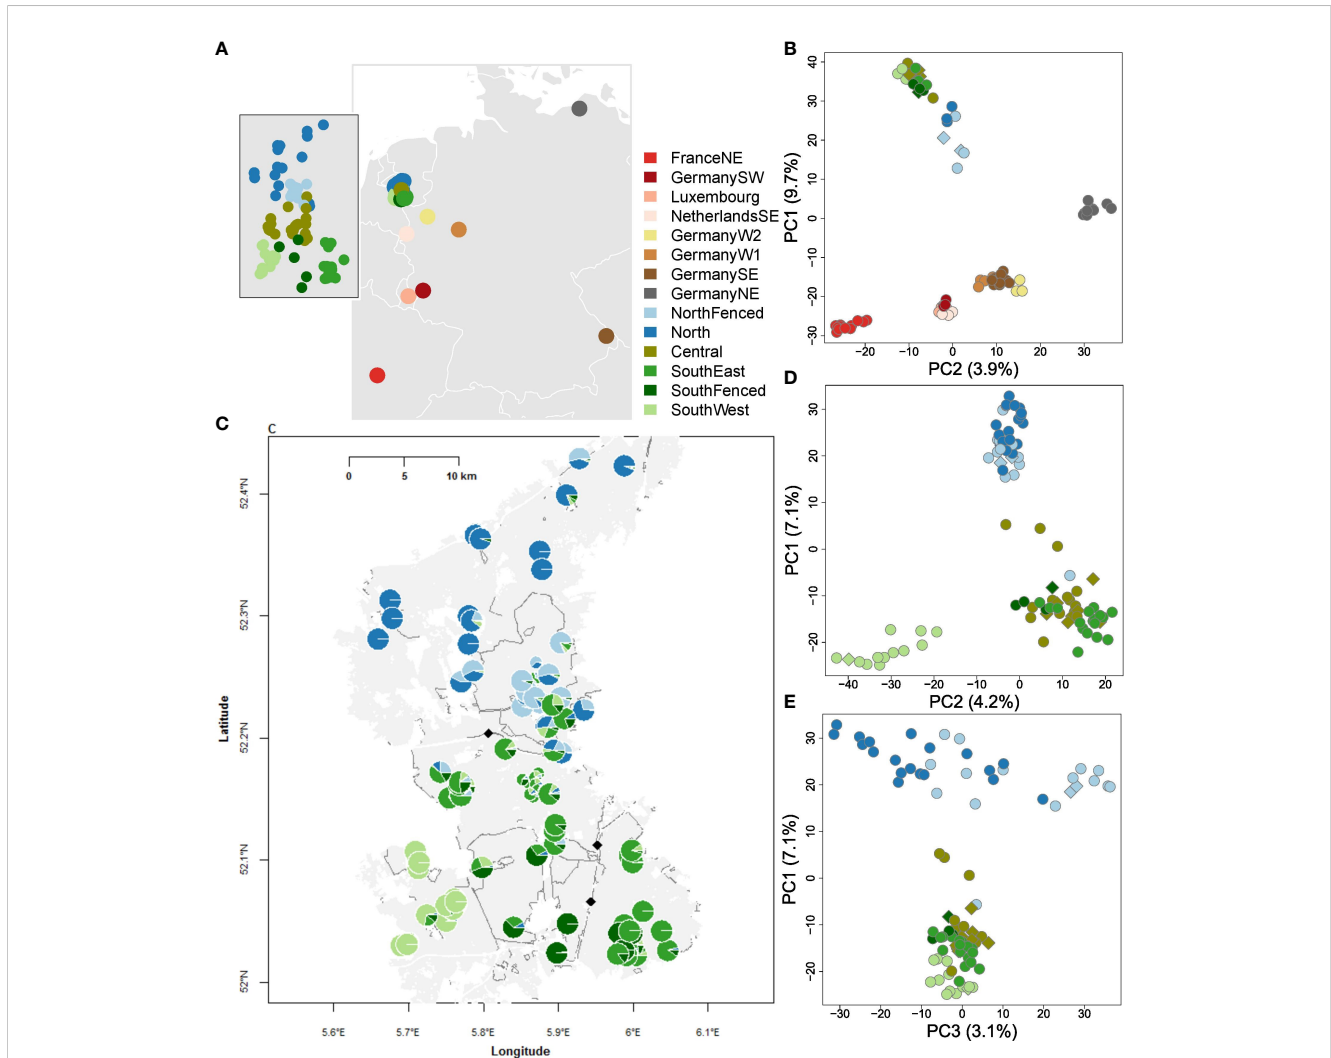 A
FranceNE
GermanySW
Luxembourg
NetherlandsSE
GermanyW2
GermanyW1
GermanySE
GermanyNE
NorthFenced
North
Central
SouthEast
SouthFenced
SouthWest
B
PC1 (9.7%)
40
30
20
10
0
−10
−20
−30
−20
−10
0
10
20
30
PC2 (3.9%)
C
C
0
5
10 km
Latitude
52.4°N
52.3°N
52.2°N
52.1°N
52°N
5.6°E
5.7°E
5.8°E
5.9°E
6°E
6.1°E
Longitude
D
PC1 (7.1%)
30
20
10
0
−10
−20
−40
−30
−20
−10
0
10
20
PC2 (4.2%)
E
PC1 (7.1%)
30
20
10
0
−10
−20
−30
−20
−10
0
10
20
30
PC3 (3.1%)